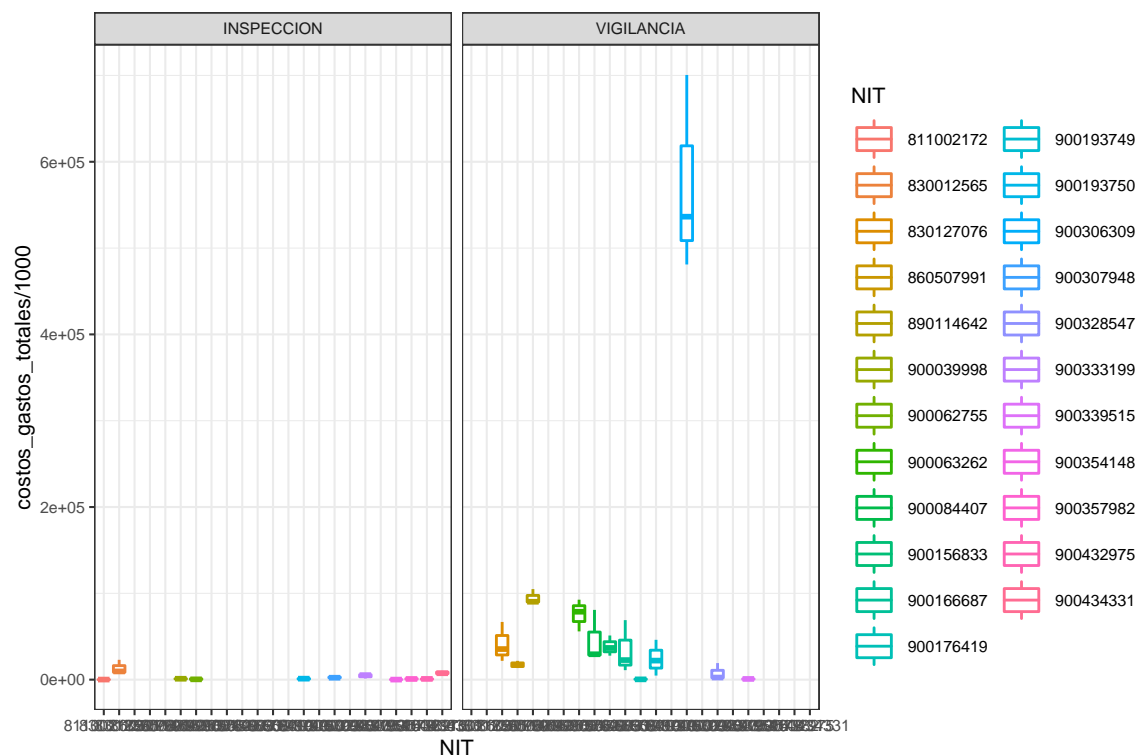 INSPECCION VIGILANCIA
6e+05
4e+05
2e+05
0e+00
costos_gastos_totales/1000
NIT
NIT
811002172 900193749
830012565 900193750
830127076 900306309
860507991 900307948
890114642 900328547
900039998 900333199
900062755 900339515
900063262 900354148
900084407 900357982
900156833 900432975
900166687 900434331
900176419